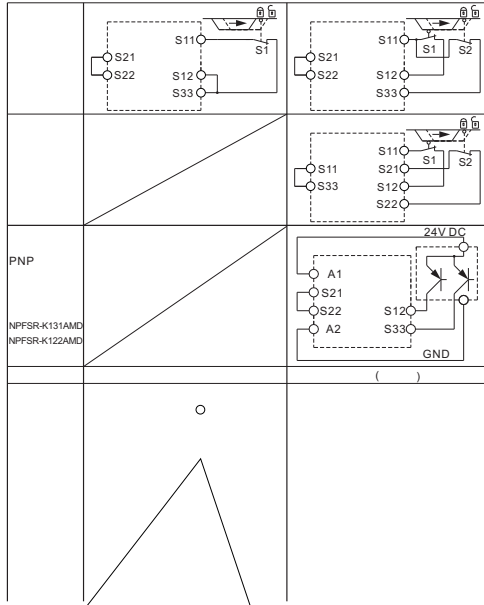 S11
S1
S21
S22
S12
S33
S11
S1
S2
S21
S22
S12
S33
S11
S1
S2
S11
S21
S33
S12
S22
24V DC
PNP
A1
S21
S22
S12
NPFSR-K131AMD
A2
S33
NPFSR-K122AMD
GND
( )